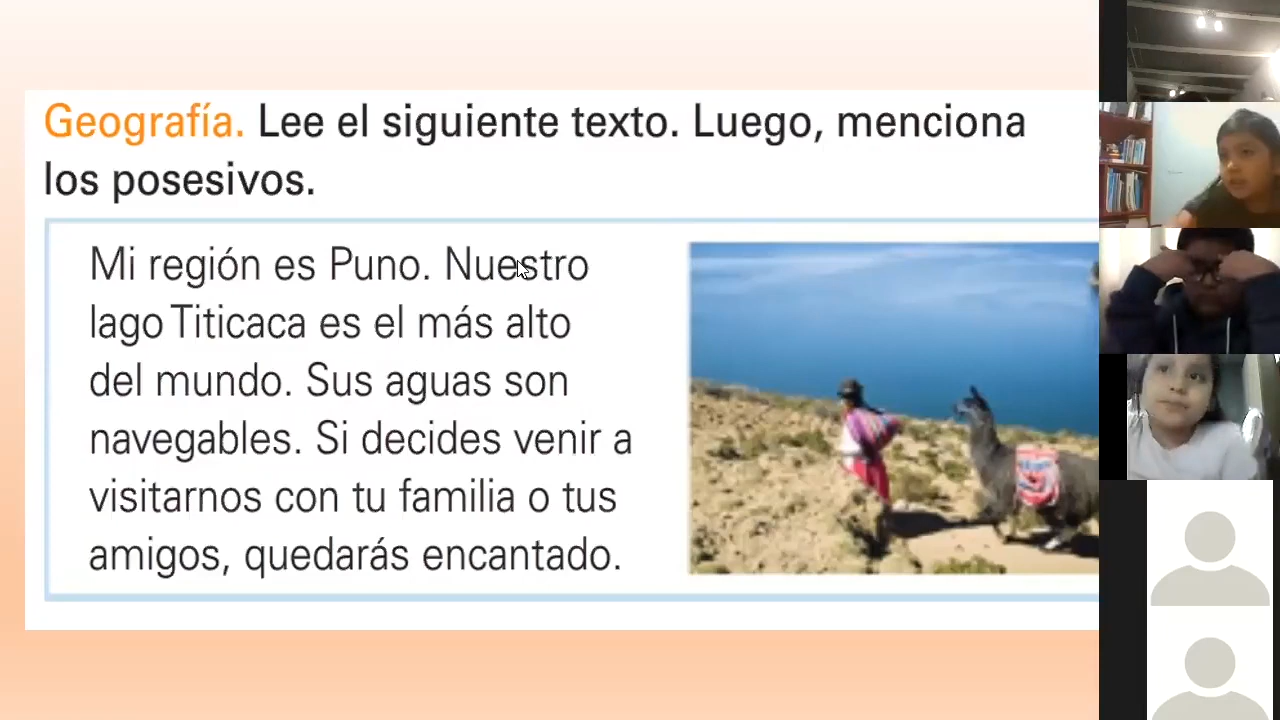 Geografía. Lee el siguiente texto. Luego, menciona
los posesivos.
Mi región es Puno. Nuestro
lago Titicaca es el más alto
del mundo. Sus aguas son
navegables. Si decides venir a
visitarnos con tu familia o tus
amigos, quedarás encantado.